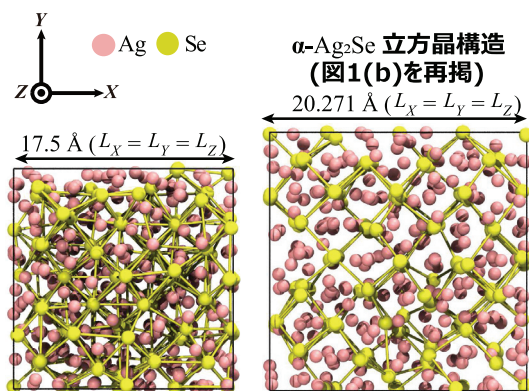 Y
Z
X
Ag
Se
α-Ag₂Se 立方晶構造
(図1(b)を再掲)
17.5 Å (L_X = L_Y = L_Z)
20.271 Å (L_X = L_Y = L_Z)